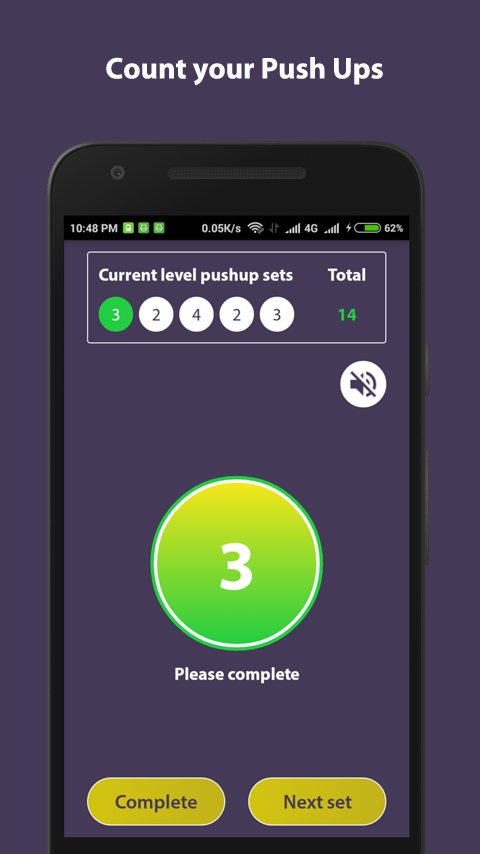 Count your Push Ups
10:48 PM 0.05K/s 4G 62%
Current level pushup sets Total
3 2 4 2 3 14
3
Please complete
Complete Next set